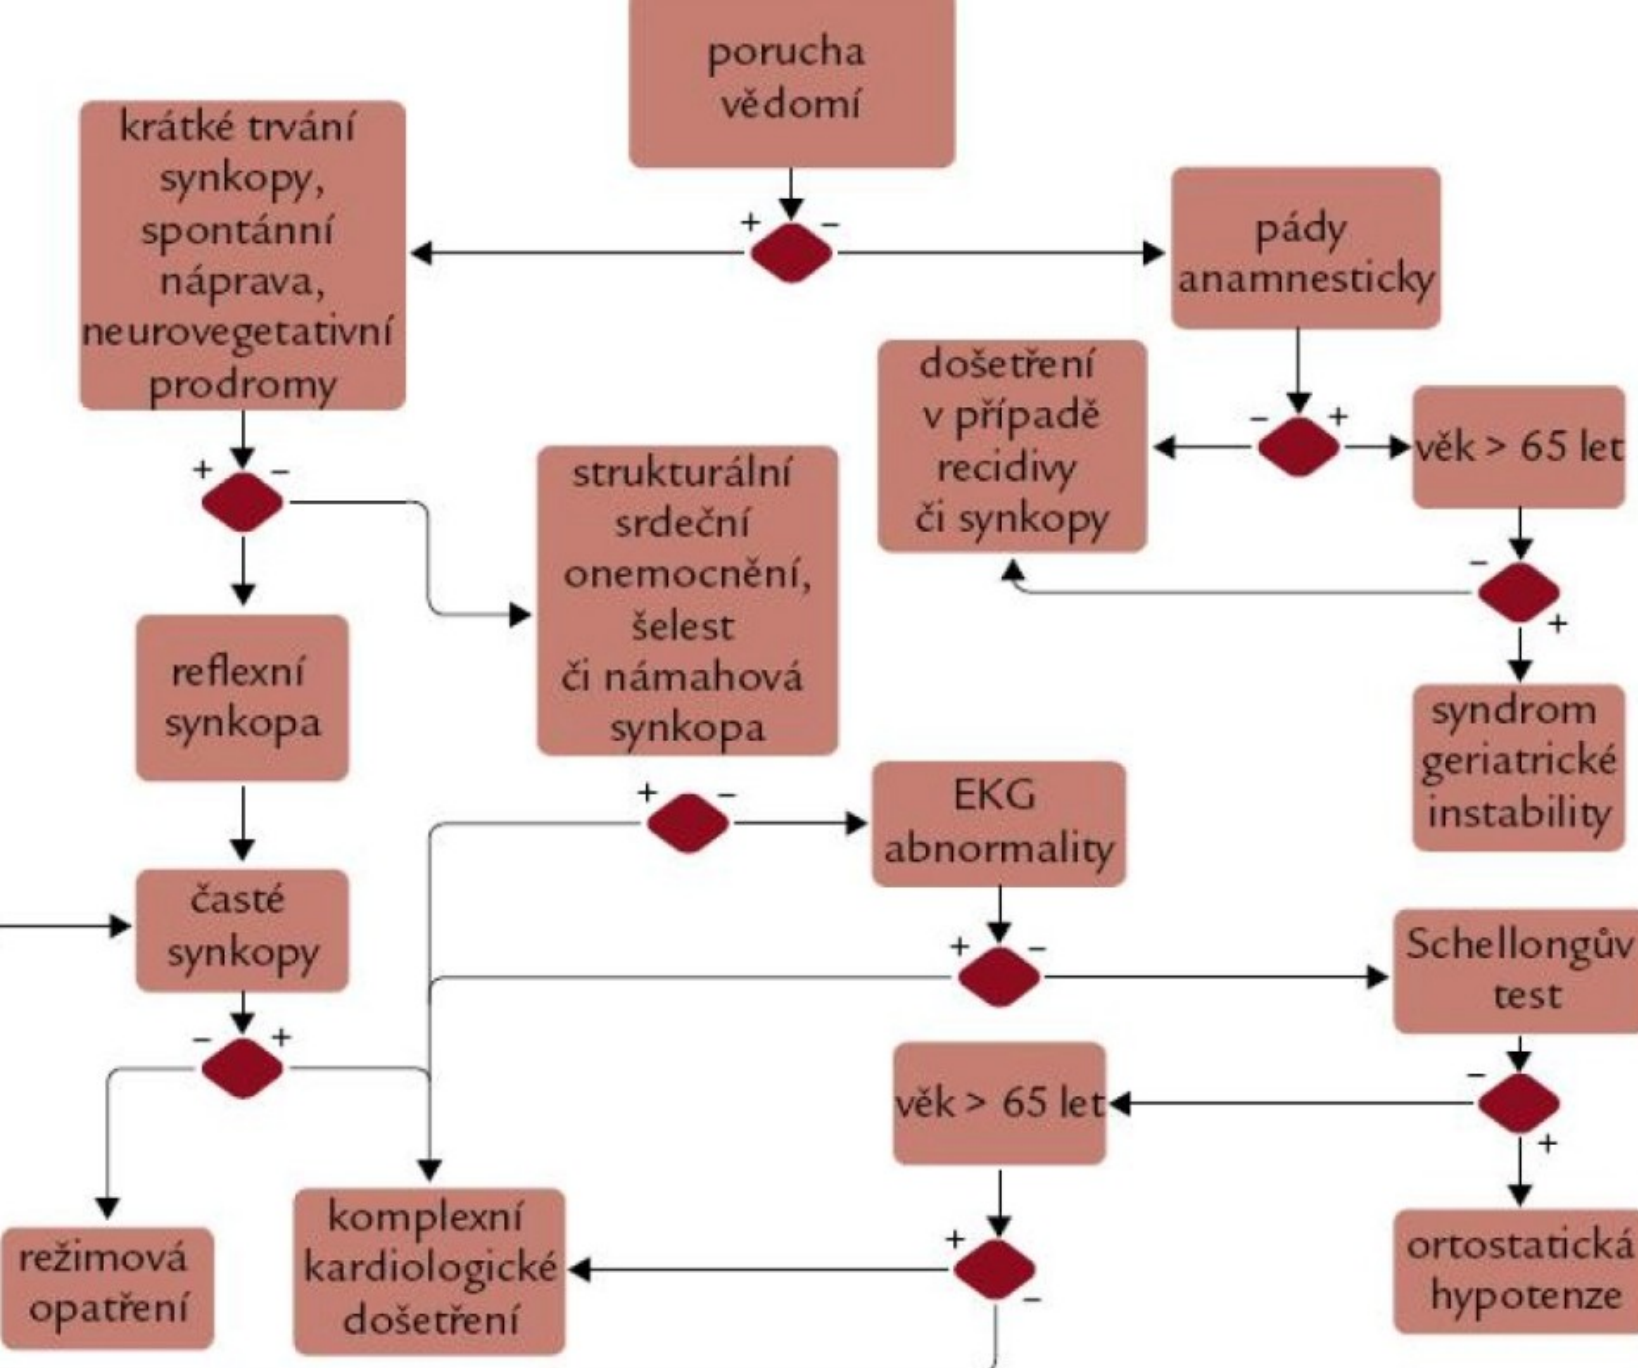 porucha
vědomí
+
−
krátké trvání
synkopy,
spontánní
náprava,
neurovegetativní
prodromy
pády
anamnesticky
−
+
došetření
v případě
recidivy
či synkopy
věk > 65 let
−
+
syndrom
geriatrické
instability
+
−
strukturální
srdeční
onemocnění,
šelest
či námahová
synkopa
reflexní
synkopa
+
−
EKG
abnormality
časté
synkopy
+
−
Schellongův
test
−
+
−
+
věk > 65 let
režimová
opatření
komplexní
kardiologické
došetření
+
−
ortostatická
hypotenze